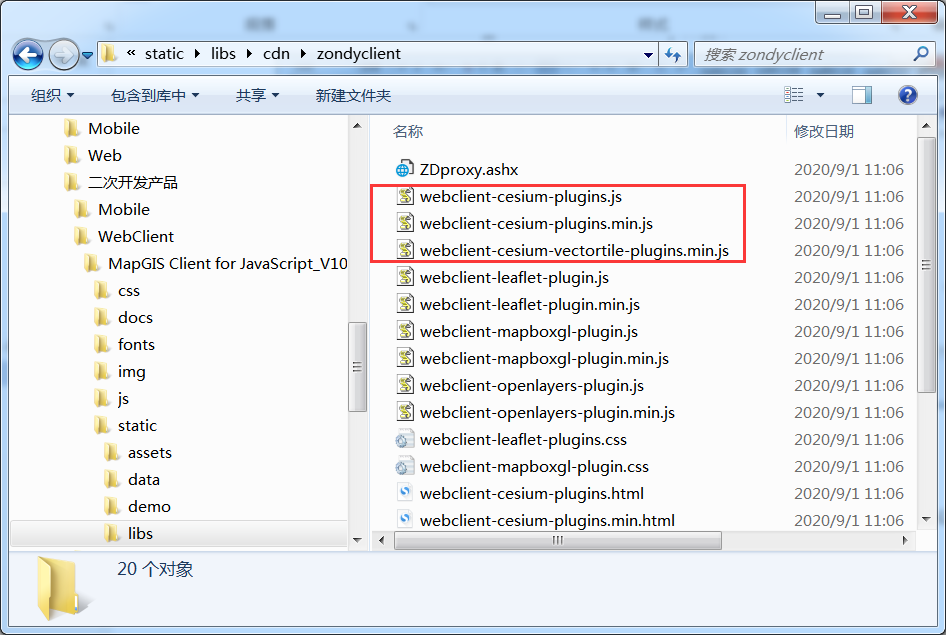 « static libs cdn zondyclient
搜索 zondyclient
组织 包含到库中 共享 新建文件夹
Mobile
Web
二次开发产品
Mobile
WebClient
MapGIS Client for JavaScript_V10
css
docs
fonts
img
js
static
assets
data
demo
libs
名称 修改日期
ZDproxy.ashx 2020/9/1 11:06
webclient-cesium-plugins.js 2020/9/1 11:06
webclient-cesium-plugins.min.js 2020/9/1 11:06
webclient-cesium-vectortile-plugins.min.js 2020/9/1 11:06
webclient-leaflet-plugin.js 2020/9/1 11:06
webclient-leaflet-plugin.min.js 2020/9/1 11:06
webclient-mapboxgl-plugin.js 2020/9/1 11:06
webclient-mapboxgl-plugin.min.js 2020/9/1 11:06
webclient-openlayers-plugin.js 2020/9/1 11:06
webclient-openlayers-plugin.min.js 2020/9/1 11:06
webclient-leaflet-plugins.css 2020/9/1 11:06
webclient-mapboxgl-plugin.css 2020/9/1 11:06
webclient-cesium-plugins.html 2020/9/1 11:06
webclient-cesium-plugins.min.html 2020/9/1 11:06
20 个对象